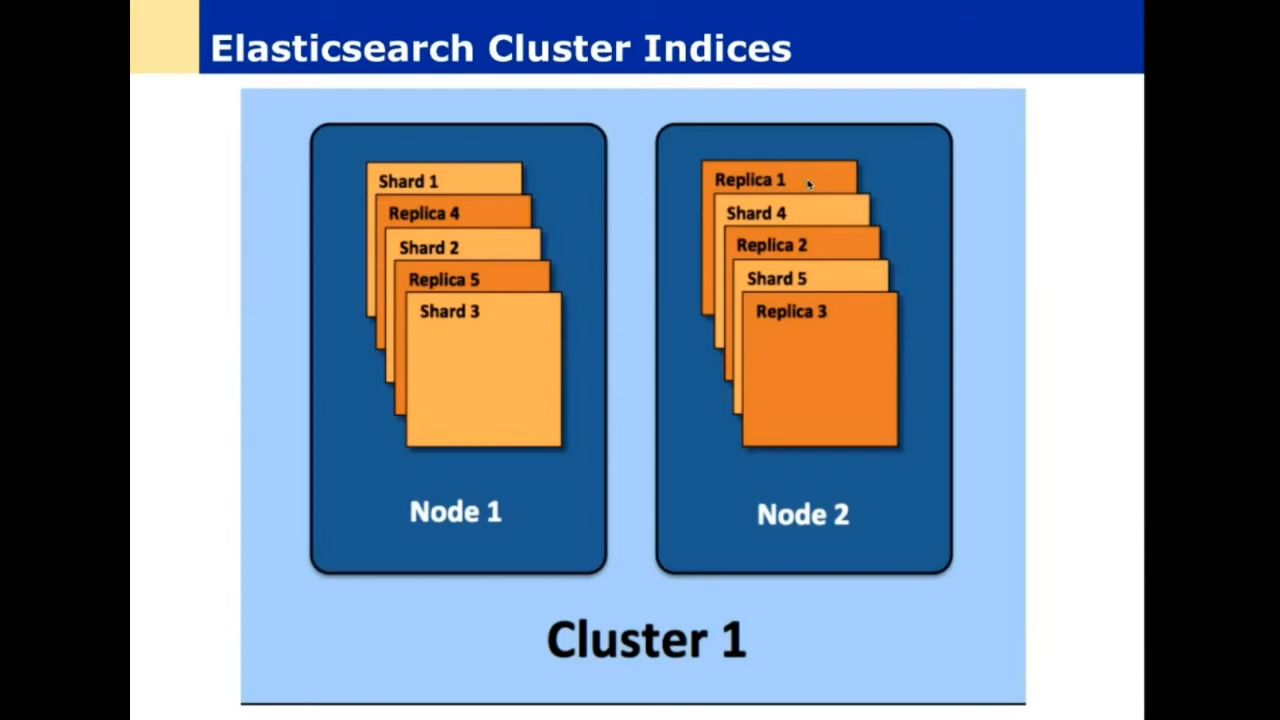 Elasticsearch Cluster Indices
Shard 1
Replica 4
Shard 2
Replica 5
Shard 3
Node 1
Replica 1
Shard 4
Replica 2
Shard 5
Replica 3
Node 2
Cluster 1